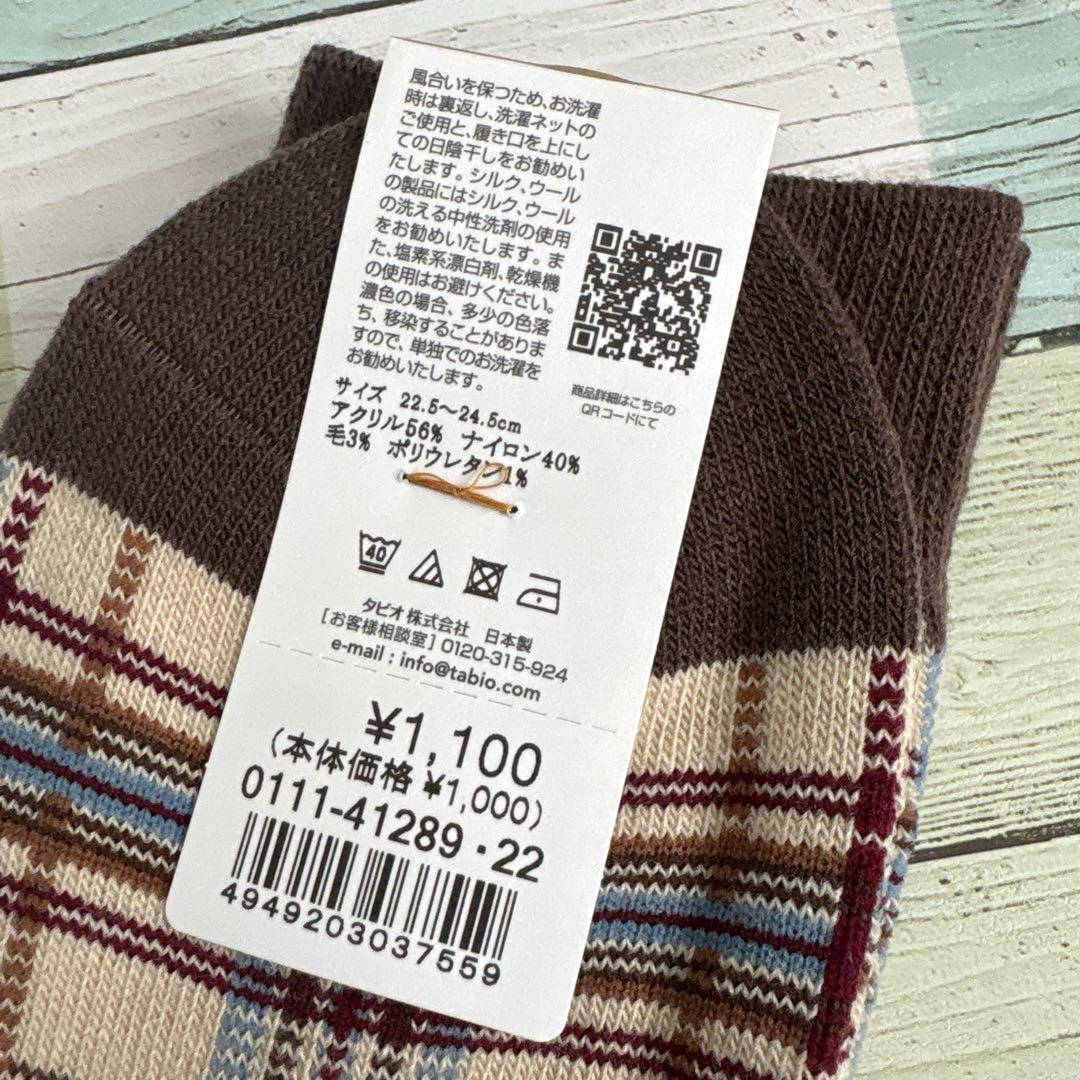 風合いを保つため、お洗濯
時は裏返し、洗濯ネットの
ご使用と、履き口を上にし
ての日陰干しをお勧めい
たします。シルク、ウール
の製品にはシルク、ウール
の洗える中性洗剤の使用
をお勧めいたします。ま
た、塩素系漂白剤、乾燥機
の使用はお避けください。
濃色の場合、多少の色落
ち、移染することがありま
すので、単独でのお洗濯を
お勧めいたします。
商品詳細はこちらの
QRコードにて
サイズ 22.5～24.5cm
アクリル56% ナイロン40%
毛3% ポリウレタン1%
40
タビオ株式会社 日本製
[お客様相談室] 0120-315-924
e-mail : info@tabio.com
¥1,100
(本体価格 ¥1,000)
0111-41289・22
4949203037559